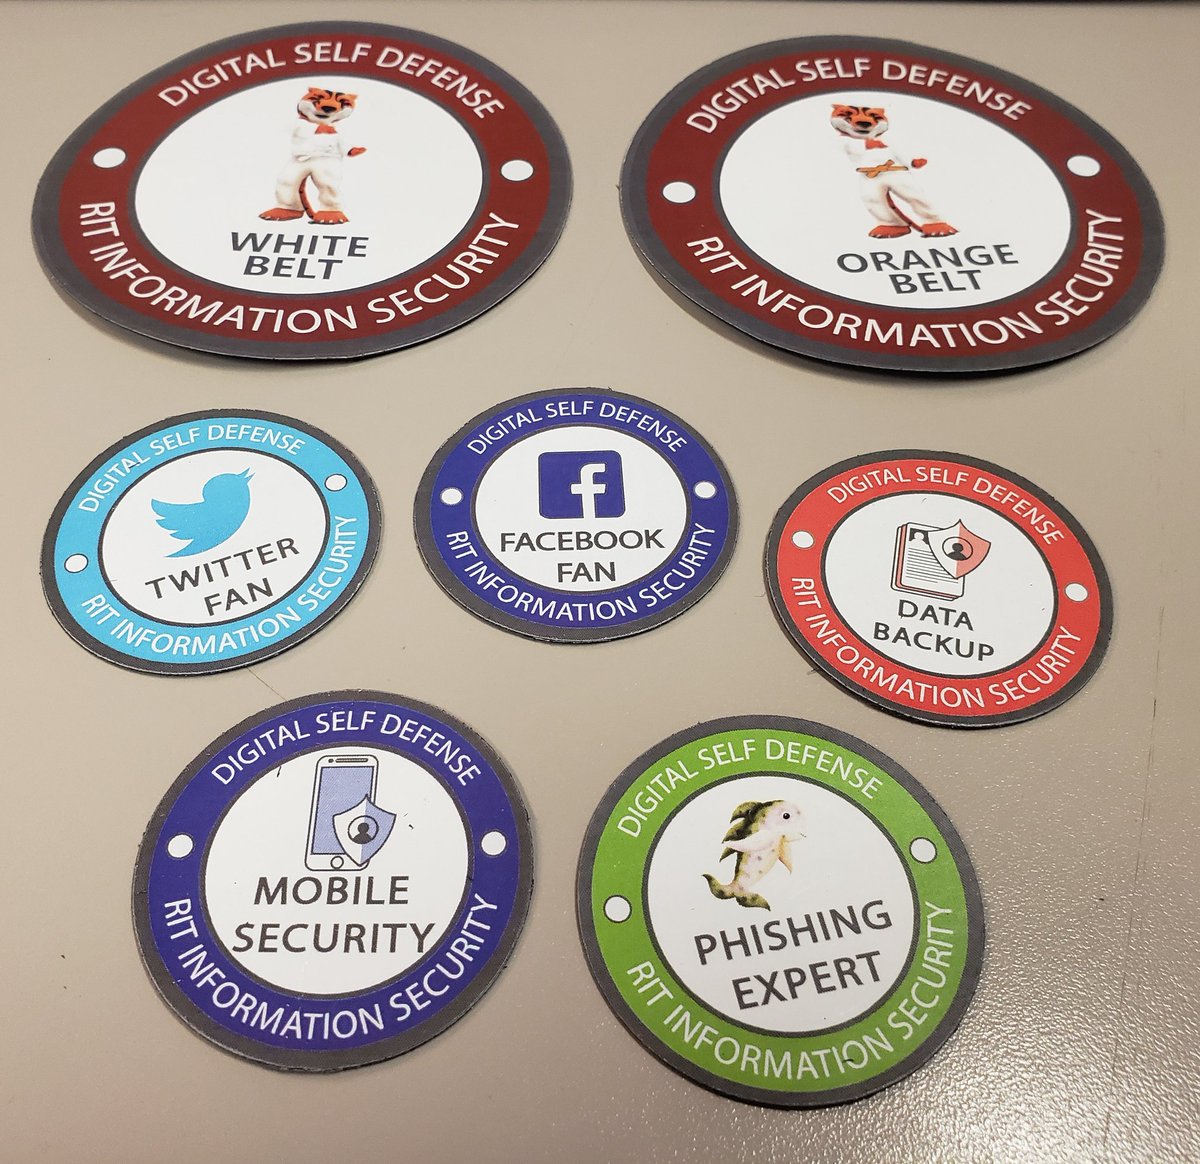 DIGITAL SELF DEFENSE
WHITE
BELT
RIT INFORMATION SECURITY
DIGITAL SELF DEFENSE
ORANGE
BELT
RIT INFORMATION SECURITY
DIGITAL SELF DEFENSE
TWITTER
FAN
RIT INFORMATION SECURITY
DIGITAL SELF DEFENSE
f
FACEBOOK
FAN
RIT INFORMATION SECURITY
DIGITAL SELF DEFENSE
DATA
BACKUP
RIT INFORMATION SECURITY
DIGITAL SELF DEFENSE
MOBILE
SECURITY
RIT INFORMATION SECURITY
DIGITAL SELF DEFENSE
PHISHING
EXPERT
RIT INFORMATION SECURITY